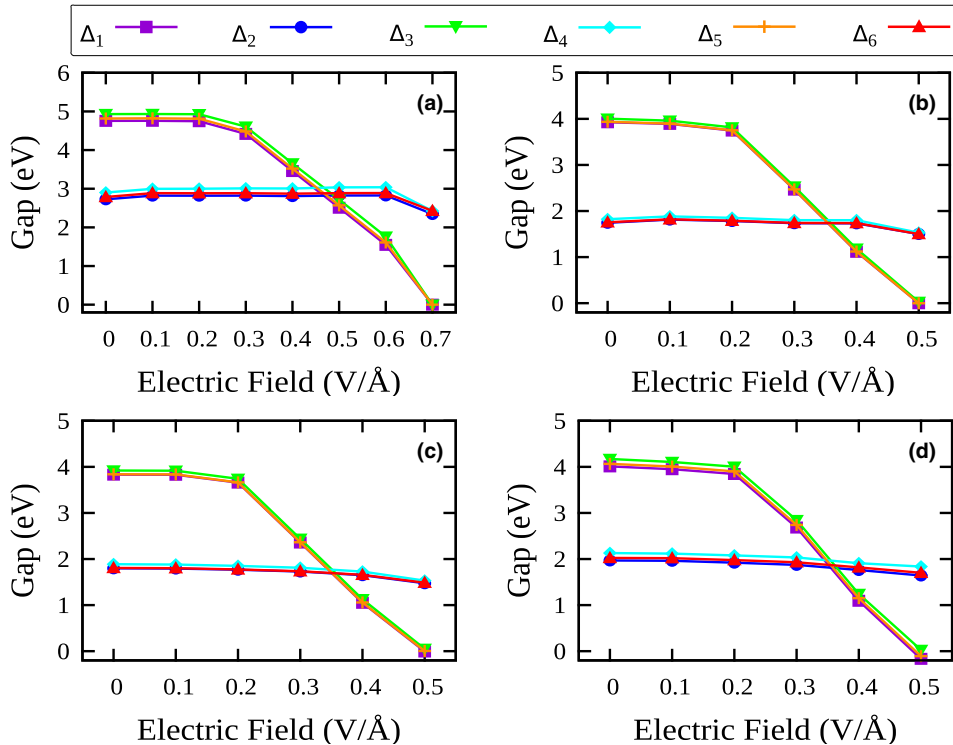 Δ1 Δ2 Δ3 Δ4 Δ5 Δ6
(a)
Gap (eV)
6
5
4
3
2
1
0
0 0.1 0.2 0.3 0.4 0.5 0.6 0.7
Electric Field (V/Å)
(b)
Gap (eV)
5
4
3
2
1
0
0 0.1 0.2 0.3 0.4 0.5
Electric Field (V/Å)
(c)
Gap (eV)
5
4
3
2
1
0
0 0.1 0.2 0.3 0.4 0.5
Electric Field (V/Å)
(d)
Gap (eV)
5
4
3
2
1
0
0 0.1 0.2 0.3 0.4 0.5
Electric Field (V/Å)